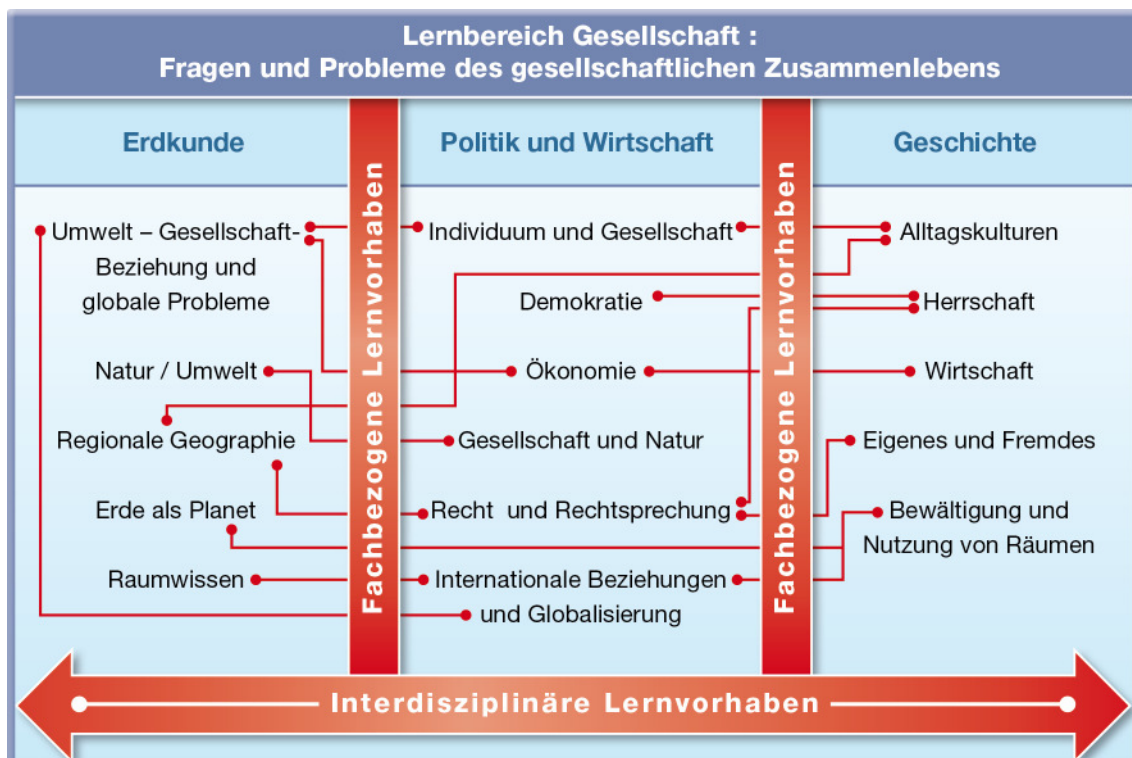 Lernbereich Gesellschaft :
Fragen und Probleme des gesellschaftlichen Zusammenlebens
Erdkunde
Umwelt – Gesellschaft-
Beziehung und
globale Probleme
Natur / Umwelt
Regionale Geographie
Erde als Planet
Raumwissen
Fachbezogene Lernvorhaben
Politik und Wirtschaft
Individuum und Gesellschaft
Demokratie
Ökonomie
Gesellschaft und Natur
Recht und Rechtsprechung
Internationale Beziehungen
und Globalisierung
Fachbezogene Lernvorhaben
Geschichte
Alltagskulturen
Herrschaft
Wirtschaft
Eigenes und Fremdes
Bewältigung und
Nutzung von Räumen
Interdisziplinäre Lernvorhaben